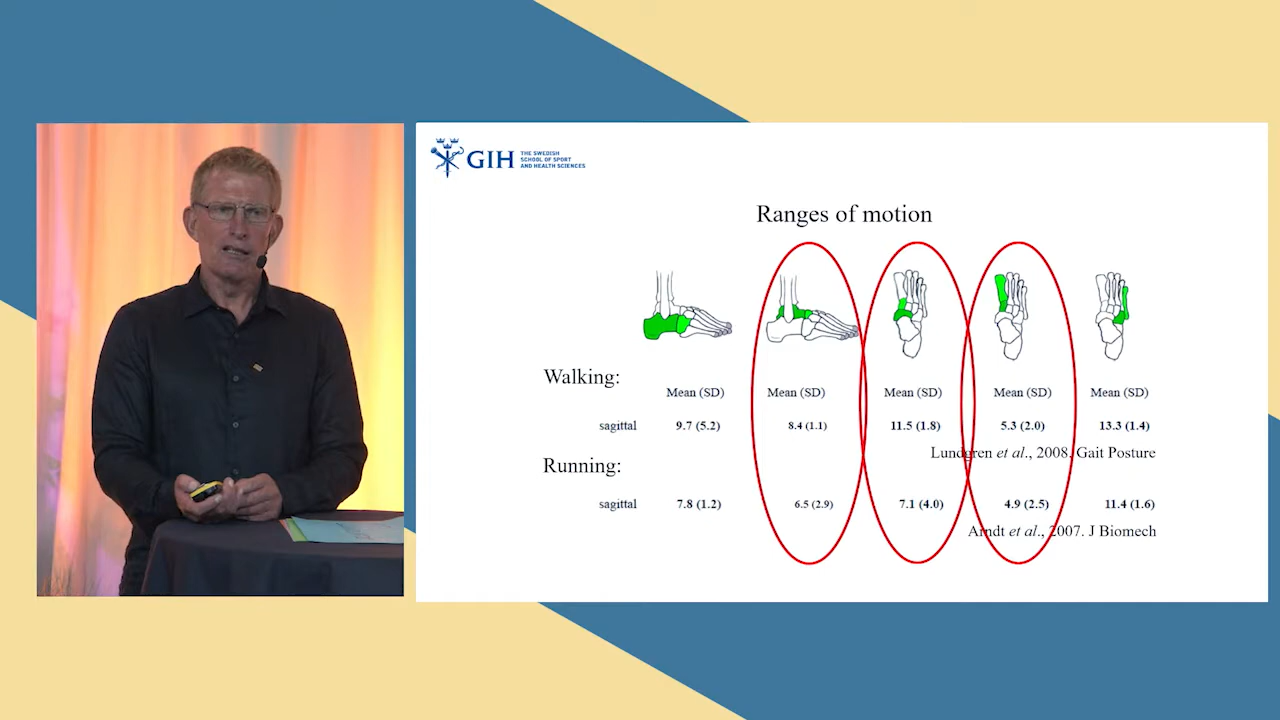 GIH THE SWEDISH
SCHOOL OF SPORT
AND HEALTH SCIENCES
Ranges of motion
Walking:
Mean (SD) Mean (SD) Mean (SD) Mean (SD) Mean (SD)
sagittal 9.7 (5.2) 8.4 (1.1) 11.5 (1.8) 5.3 (2.0) 13.3 (1.4)
Lundgren et al., 2008. Gait Posture
Running:
sagittal 7.8 (1.2) 6.5 (2.9) 7.1 (4.0) 4.9 (2.5) 11.4 (1.6)
Arndt et al., 2007. J Biomech